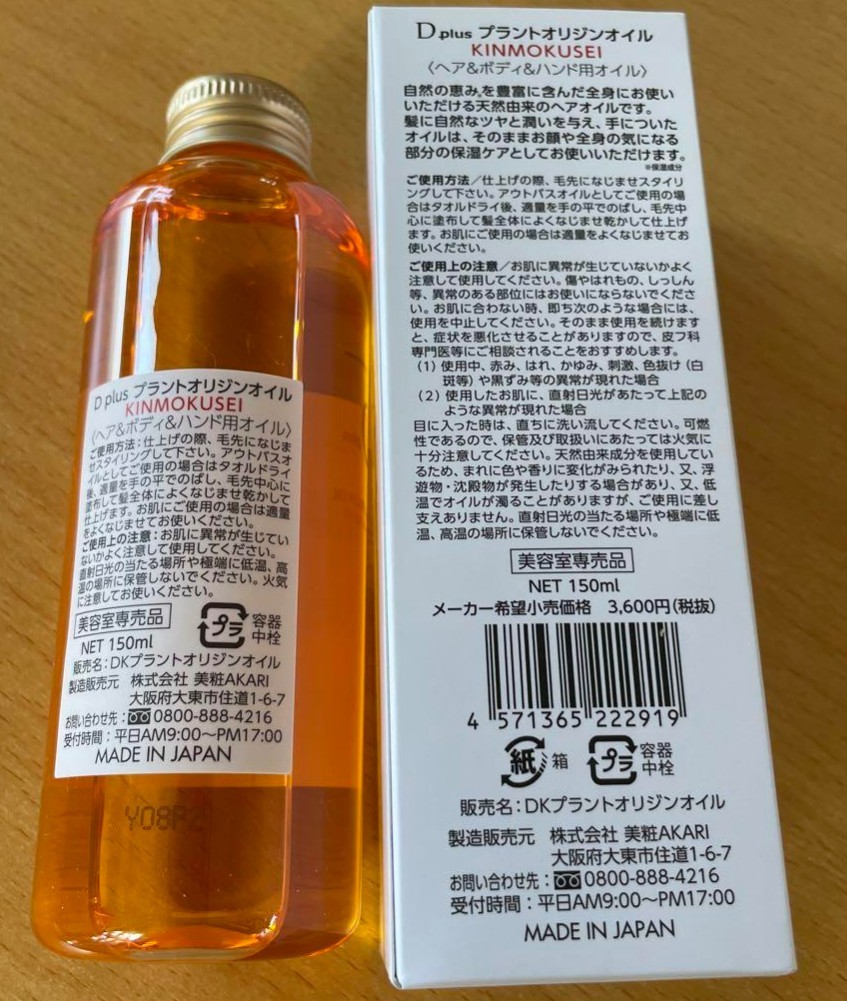 D plus プラントオリジンオイル
KINMOKUSEI
〈ヘア&ボディ&ハンド用オイル〉
ご使用方法:仕上げの際、毛先になじま
せスタイリングして下さい。アウトバスオ
イルとしてご使用の場合はタオルドライ
後、適量を手の平でのばし、毛先中心に
塗布して髪全体によくなじませ乾かして
仕上げます。お肌にご使用の場合は適量
をよくなじませてお使いください。
ご使用上の注意:お肌に異常が生じてい
ないかよく注意して使用してください。
直射日光の当たる場所や極端に低温、高
温の場所に保管しないでください。火気
に注意してお使いください。
美容室専売品
NET 150ml
プラ 容器
中栓
販売名:DKプラントオリジンオイル
製造販売元 株式会社 美粧AKARI
大阪府大東市住道1-6-7
お問い合わせ先:0800-888-4216
受付時間:平日AM9:00〜PM17:00
MADE IN JAPAN
Y08P2
D plus プラントオリジンオイル
KINMOKUSEI
〈ヘア&ボディ&ハンド用オイル〉
自然の恵み※を豊富に含んだ全身にお使い
いただける天然由来のヘアオイルです。
髪に自然なツヤと潤いを与え、手についた
オイルは、そのままお顔や全身の気になる
部分の保湿ケアとしてお使いいただけます。
※保湿成分
ご使用方法/仕上げの際、毛先になじませスタイリ
ングして下さい。アウトバスオイルとしてご使用の場
合はタオルドライ後、適量を手の平でのばし、毛先中
心に塗布して髪全体によくなじませ乾かして仕上げ
ます。お肌にご使用の場合は適量をよくなじませてお
使いください。
ご使用上の注意/お肌に異常が生じていないかよく
注意して使用してください。傷やはれもの、しっしん
等、異常のある部位にはお使いにならないでくださ
い。お肌に合わない時、即ち次のような場合には、
使用を中止してください。そのまま使用を続けます
と、症状を悪化させることがありますので、皮フ科
専門医等にご相談されることをおすすめします。
(1) 使用中、赤み、はれ、かゆみ、刺激、色抜け(白
斑等)や黒ずみ等の異常が現れた場合
(2) 使用したお肌に、直射日光があたって上記の
ような異常が現れた場合
目に入った時は、直ちに洗い流してください。可燃
性であるので、保管及び取扱いにあたっては火気に
十分注意してください。天然由来成分を使用してい
るため、まれに色や香りに変化がみられたり、又、浮
遊物・沈殿物が発生したりする場合があり、又、低
温でオイルが濁ることがありますが、ご使用に差し
支えありません。直射日光の当たる場所や極端に低
温、高温の場所に保管しないでください。
美容室専売品
NET 150ml
メーカー希望小売価格 3,600円(税抜)
4 571365 222919
紙 箱 プラ 容器
中栓
販売名:DKプラントオリジンオイル
製造販売元 株式会社 美粧AKARI
大阪府大東市住道1-6-7
お問い合わせ先:0800-888-4216
受付時間:平日AM9:00〜PM17:00
MADE IN JAPAN